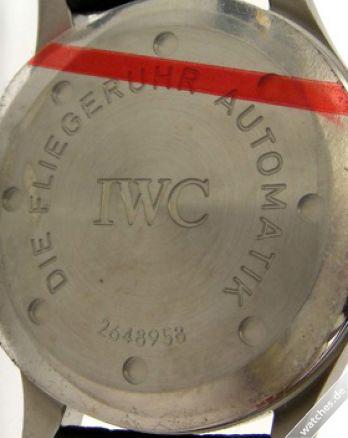 DIE FLIEGERUHR AUTOMATIK
IWC
2648958
watches.de